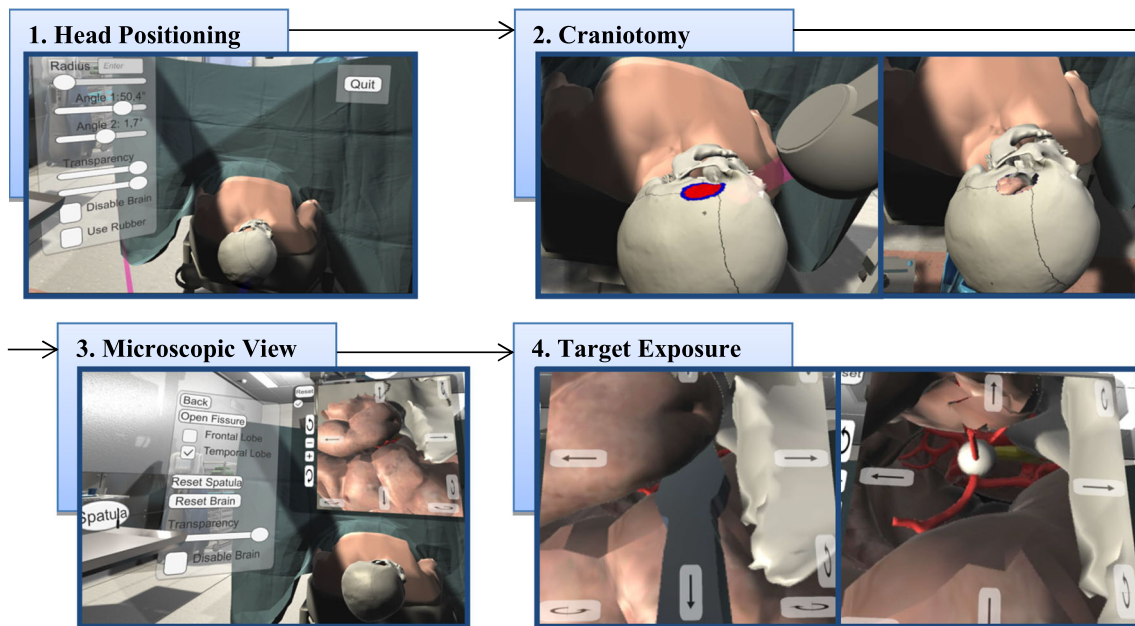 1. Head Positioning
Radius Enter
Angle 1:50,4°
Angle 2: 1,7°
Transparency
Disable Brain
Use Rubber
Quit
2. Craniotomy
3. Microscopic View
Back
Open Fissure
Frontal Lobe
Temporal Lobe
Reset Spatula
Reset Brain
Transparency
Disable Brain
Spatula
Reset
-
+
4. Target Exposure
set